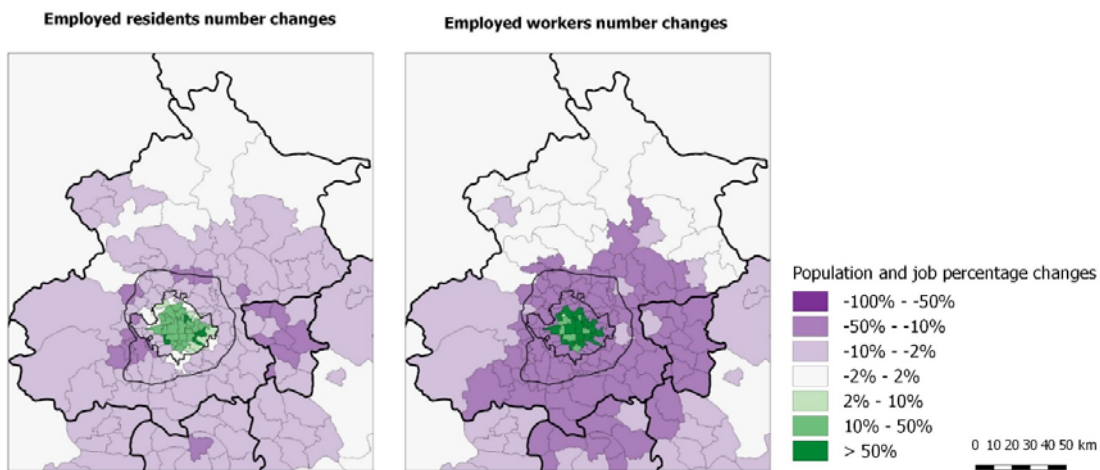 Employed residents number changes
Employed workers number changes
Population and job percentage changes
-100% - -50%
-50% - -10%
-10% - -2%
-2% - 2%
2% - 10%
10% - 50%
> 50%
0 10 20 30 40 50 km